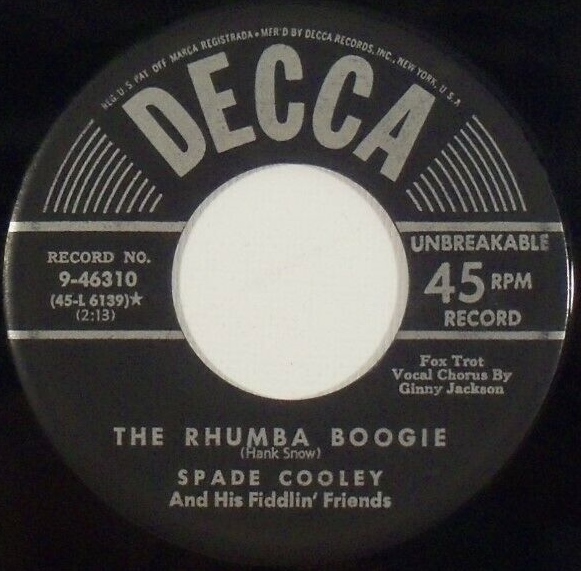 REG. U.S. PAT. OFF. MARCA REGISTRADA • MFR'D BY DECCA RECORDS, INC., NEW YORK, U.S.A.
DECCA
RECORD NO.
9-46310
(45-L 6139)★
(2:13)
UNBREAKABLE
45 RPM
RECORD
Fox Trot
Vocal Chorus By
Ginny Jackson
THE RHUMBA BOOGIE
(Hank Snow)
SPADE COOLEY
And His Fiddlin' Friends